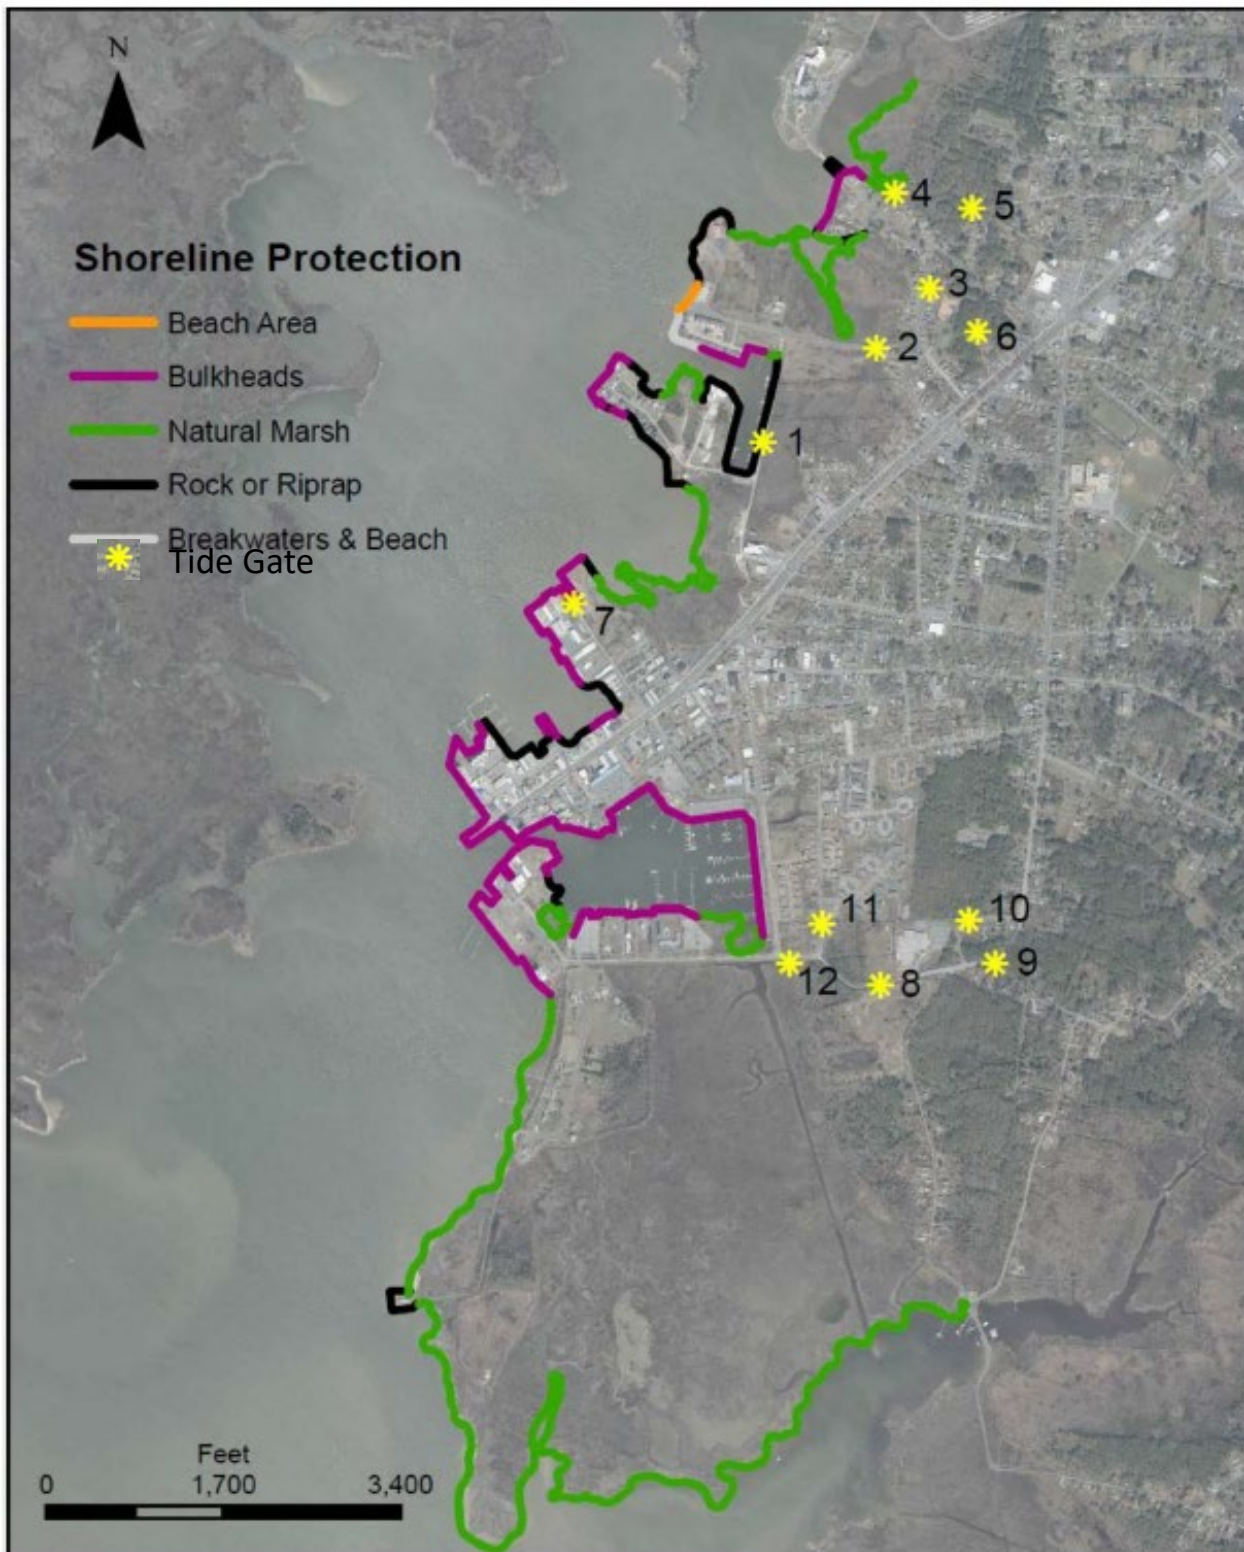 N
4
5
Shoreline Protection
3
Beach Area
6
2
Bulkheads
Natural Marsh
1
Rock or Riprap
Breakwaters & Beach
Tide Gate
7
11
10
12
8
9
Feet
0 1,700 3,400